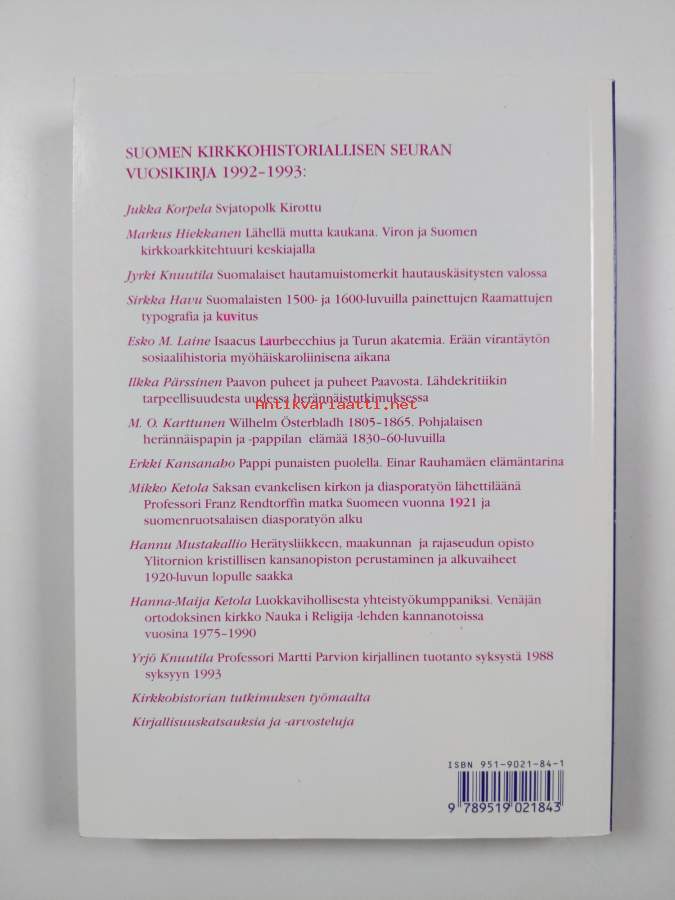 SUOMEN KIRKKOHISTORIALLISEN SEURAN
VUOSIKIRJA 1992–1993:
Jukka Korpela Svjatopolk Kirottu
Markus Hiekkanen Lähellä mutta kaukana. Viron ja Suomen
kirkkoarkkitehtuuri keskiajalla
Jyrki Knuutila Suomalaiset hautamuistomerkit hautauskäsitysten valossa
Sirkka Havu Suomalaisten 1500- ja 1600-luvuilla painettujen Raamattujen
typografia ja kuvitus
Esko M. Laine Isaacus Laurbecchius ja Turun akatemia. Erään virantäytön
sosiaalihistoria myöhäiskaroliinisena aikana
Ilkka Pärssinen Paavon puheet ja puheet Paavosta. Lähdekritiikin
tarpeellisuudesta uudessa herännäistutkimuksessa
Antikvariaatti.net
M. O. Karttunen Wilhelm Österbladh 1805–1865. Pohjalaisen
herännäispapin ja -pappilan elämää 1830–60-luvuilla
Erkki Kansanaho Pappi punaisten puolella. Einar Rauhamäen elämäntarina
Mikko Ketola Saksan evankelisen kirkon ja diasporatyön lähettiläänä
Professori Franz Rendtorffin matka Suomeen vuonna 1921 ja
suomenruotsalaisen diasporatyön alku
Hannu Mustakallio Herätysliikkeen, maakunnan ja rajaseudun opisto
Ylitornion kristillisen kansanopiston perustaminen ja alkuvaiheet
1920-luvun lopulle saakka
Hanna-Maija Ketola Luokkavihollisesta yhteistyökumppaniksi. Venäjän
ortodoksinen kirkko Nauka i Religija -lehden kannanotoissa
vuosina 1975–1990
Yrjö Knuutila Professori Martti Parvion kirjallinen tuotanto syksystä 1988
syksyyn 1993
Kirkkohistorian tutkimuksen työmaalta
Kirjallisuuskatsauksia ja -arvosteluja
ISBN 951-9021-84-1
9 789519 021843